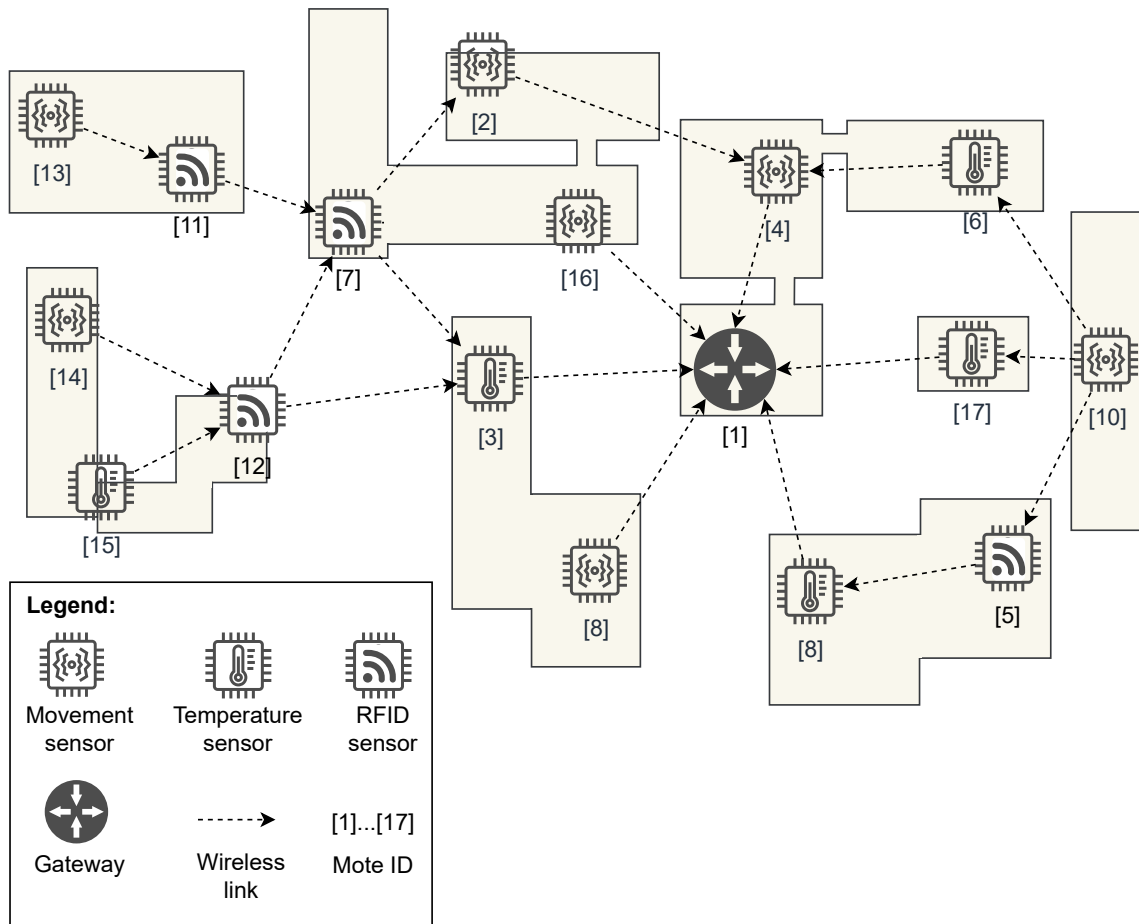 [2]
[13]
[11]
[4]
[6]
[7]
[16]
[14]
[3]
[17]
[10]
[1]
[12]
[15]
[8]
[5]
[8]
Legend:
Movement sensor
Temperature sensor
RFID sensor
Gateway
Wireless link
[1]...[17]
Mote ID